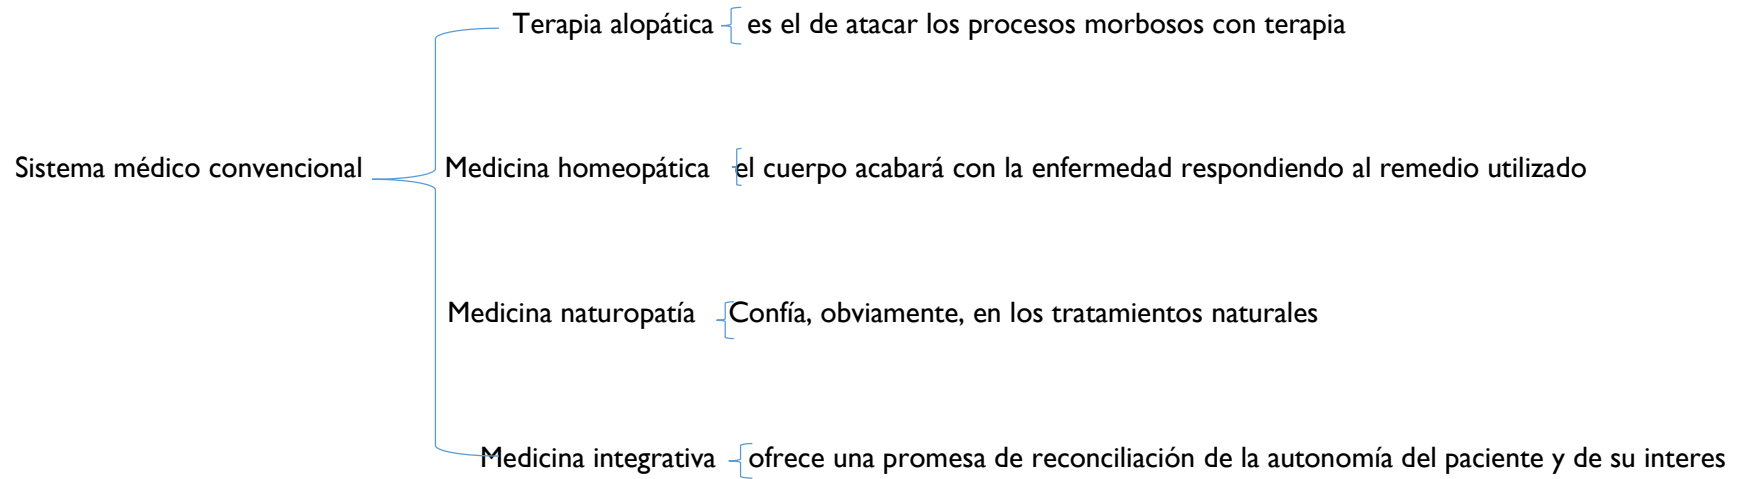 Terapia alopática es el de atacar los procesos morbosos con terapia
Sistema médico convencional Medicina homeopática el cuerpo acabará con la enfermedad respondiendo al remedio utilizado
Medicina naturopatía Confía, obviamente, en los tratamientos naturales
Medicina integrativa ofrece una promesa de reconciliación de la autonomía del paciente y de su interes